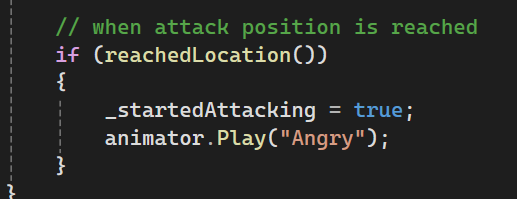 // when attack position is reached
if (reachedLocation())
{
_startedAttacking = true;
animator.Play("Angry");
}
}